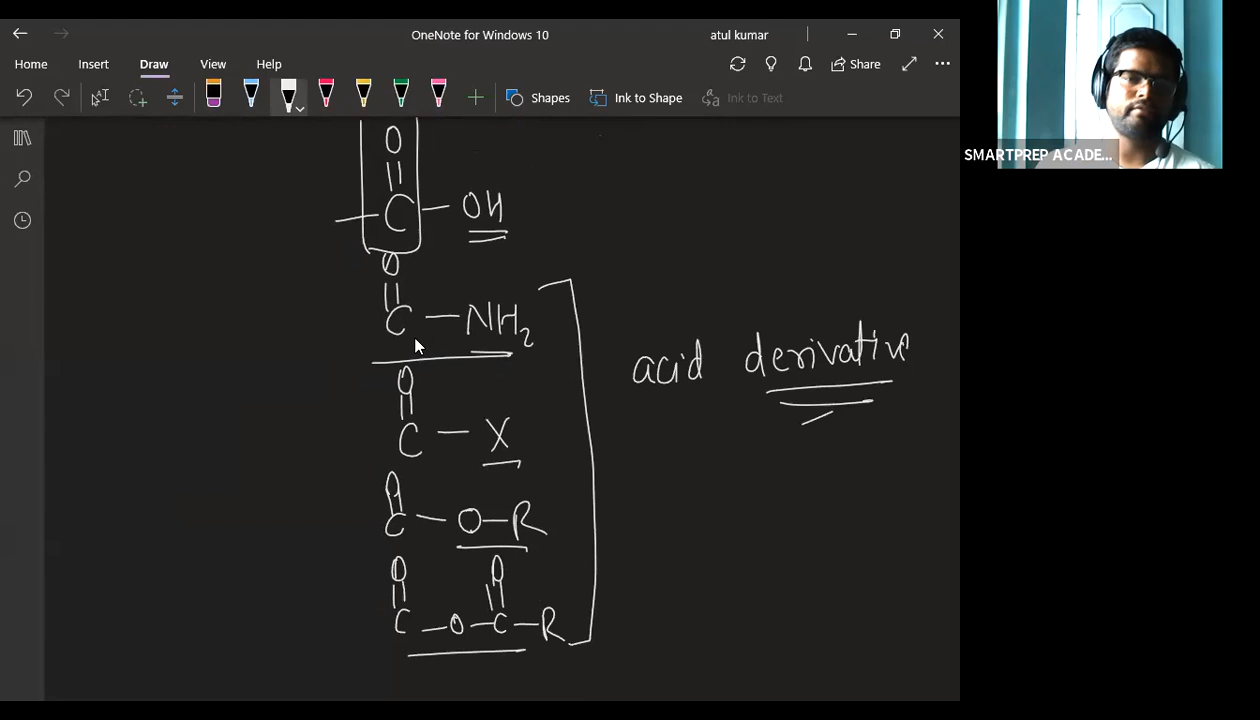 OneNote for Windows 10
atul kumar
Home Insert Draw View Help
Share
Shapes Ink to Shape Ink to Text
SMARTPREP ACADE...
O
C — OH
O
C — NH2
O
C — X
O
C — O — R
O O
C — O — C — R
acid derivative